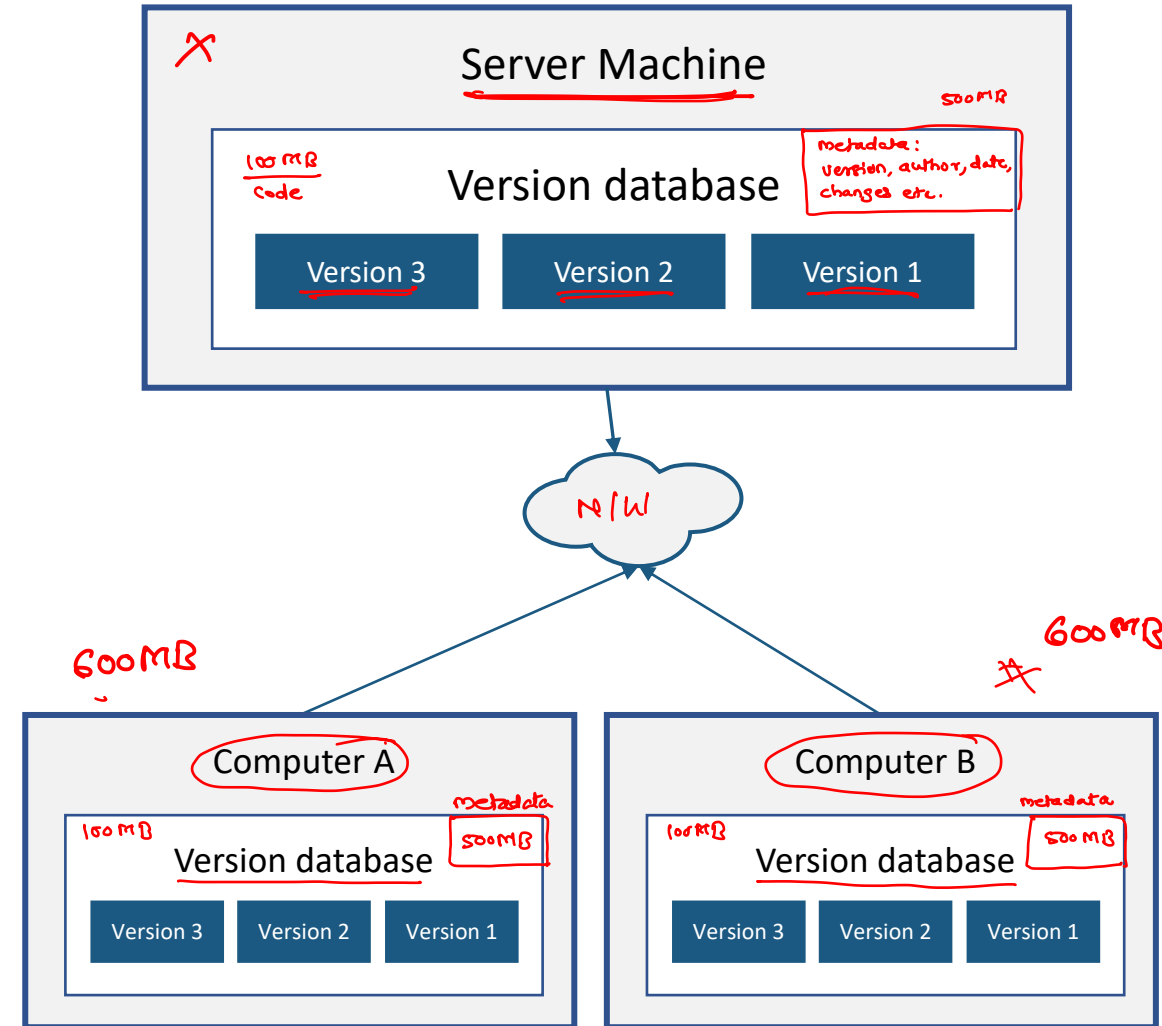 Server Machine
500MB
100 MB
code
Version database
metadata:
version, author, date,
changes etc.
Version 3
Version 2
Version 1
N/W
600MB
600MB
Computer A
metadata
100MB
500MB
Version database
Version 3
Version 2
Version 1
Computer B
metadata
100MB
500MB
Version database
Version 3
Version 2
Version 1